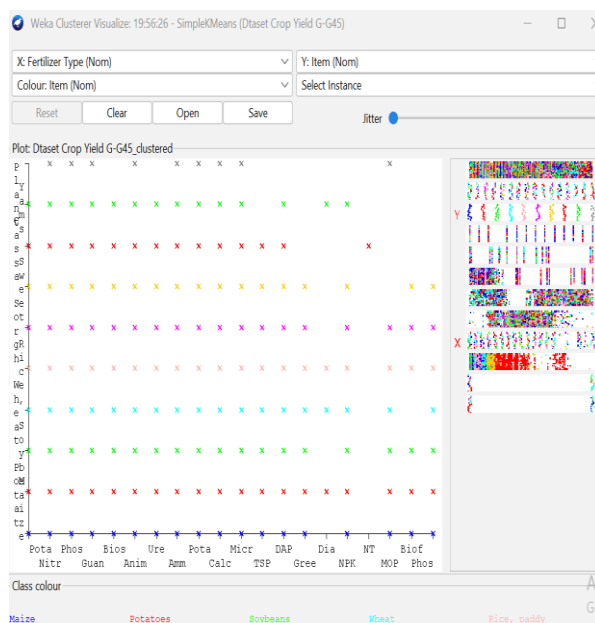 Weka Clusterer Visualize: 19:56:26 - SimpleKMeans (Dtaset Crop Yield G-G45)
X: Fertilizer Type (Nom)
Y: Item (Nom)
Colour: Item (Nom)
Select Instance
Reset
Clear
Open
Save
Jitter
Plot: Dtaset Crop Yield G-G45_clustered
Y
X
Pota Phos Bios Ure Pota Micr DAP Dia NT Biof
Nitr Guan Anim Amm Calc TSP Gree NPK MOP Phos
Class colour
Maize Potatoes Soybeans Wheat Rice, paddy